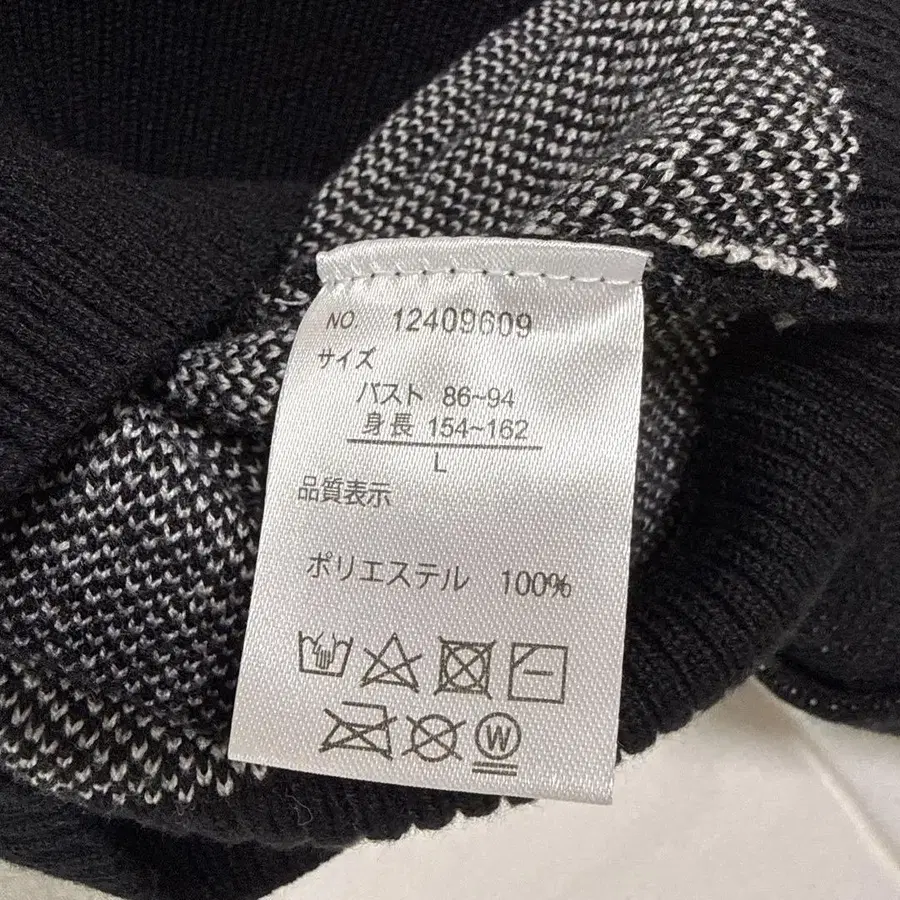 NO. 12409609
サイズ
バスト 86~94
身長 154~162
L
品質表示
ポリエステル 100%
W